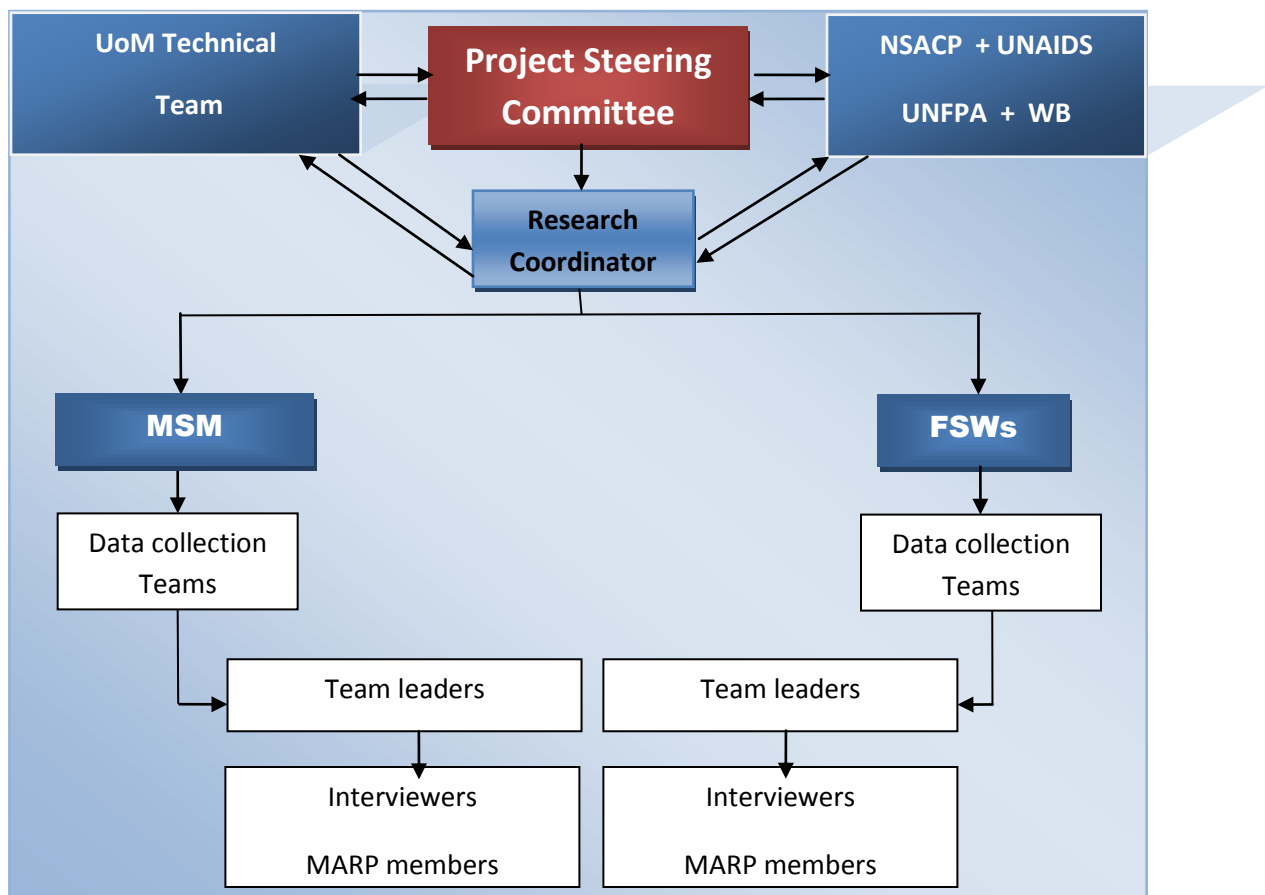 UoM Technical
Team
Project Steering
Committee
NSACP + UNAIDS
UNFPA + WB
Research
Coordinator
MSM
FSWs
Data collection
Teams
Data collection
Teams
Team leaders
Team leaders
Interviewers
MARP members
Interviewers
MARP members